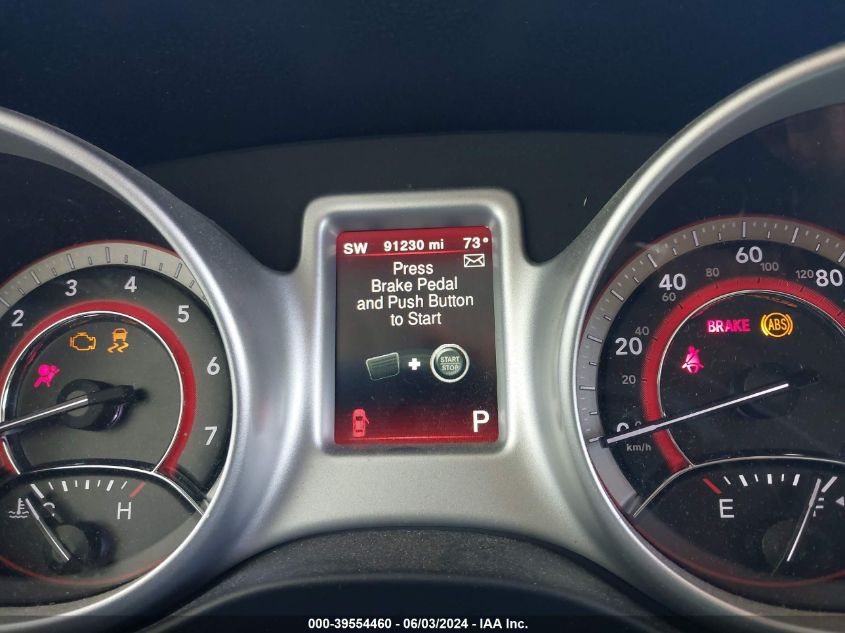 SW 91230 mi 73°
Press
Brake Pedal
and Push Button
to Start
START
STOP
P
2 3 4 5 6 7
C H
20 40 60 80
20 40 60 80 100 120
0
km/h
BRAKE ABS
E F
000-39554460 - 06/03/2024 - IAA Inc.